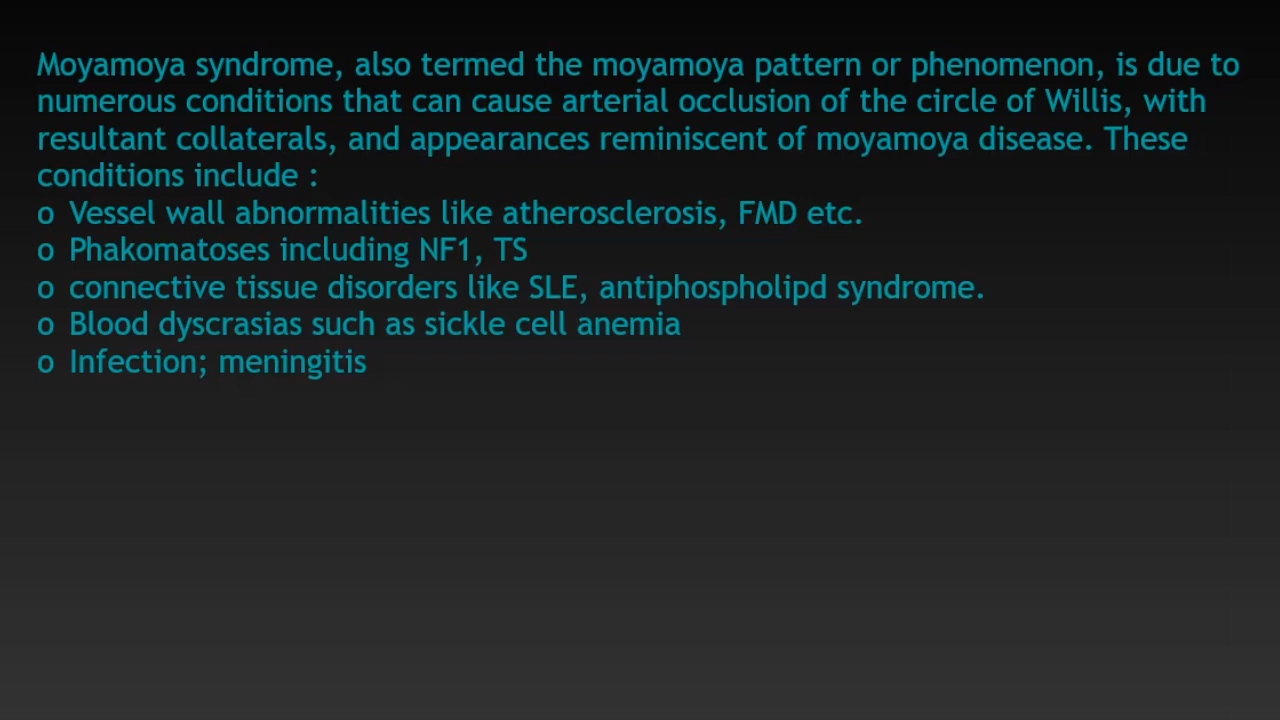 Moyamoya syndrome, also termed the moyamoya pattern or phenomenon, is due to
numerous conditions that can cause arterial occlusion of the circle of Willis, with
resultant collaterals, and appearances reminiscent of moyamoya disease. These
conditions include :
o Vessel wall abnormalities like atherosclerosis, FMD etc.
o Phakomatoses including NF1, TS
o connective tissue disorders like SLE, antiphospholipd syndrome.
o Blood dyscrasias such as sickle cell anemia
o Infection; meningitis